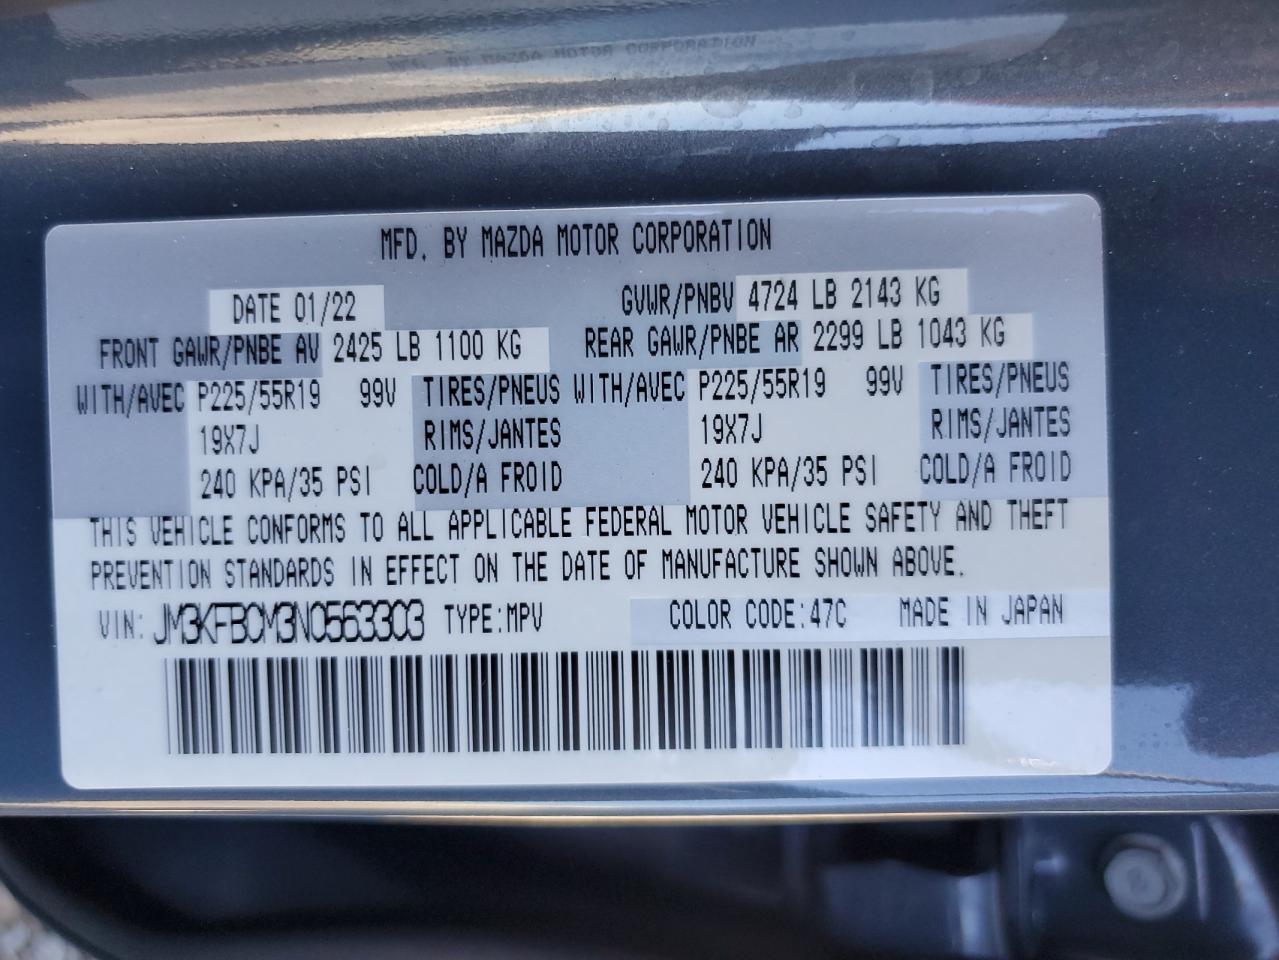 MFD. BY MAZDA MOTOR CORPORATION
DATE 01/22 GVWR/PNBV 4724 LB 2143 KG
FRONT GAWR/PNBE AV 2425 LB 1100 KG REAR GAWR/PNBE AR 2299 LB 1043 KG
WITH/AVEC P225/55R19 99V TIRES/PNEUS WITH/AVEC P225/55R19 99V TIRES/PNEUS
19X7J RIMS/JANTES 19X7J RIMS/JANTES
240 KPA/35 PSI COLD/A FROID 240 KPA/35 PSI COLD/A FROID
THIS VEHICLE CONFORMS TO ALL APPLICABLE FEDERAL MOTOR VEHICLE SAFETY AND THEFT
PREVENTION STANDARDS IN EFFECT ON THE DATE OF MANUFACTURE SHOWN ABOVE.
VIN: JM3KFBCM3N0563303 TYPE:MPV COLOR CODE:47C MADE IN JAPAN